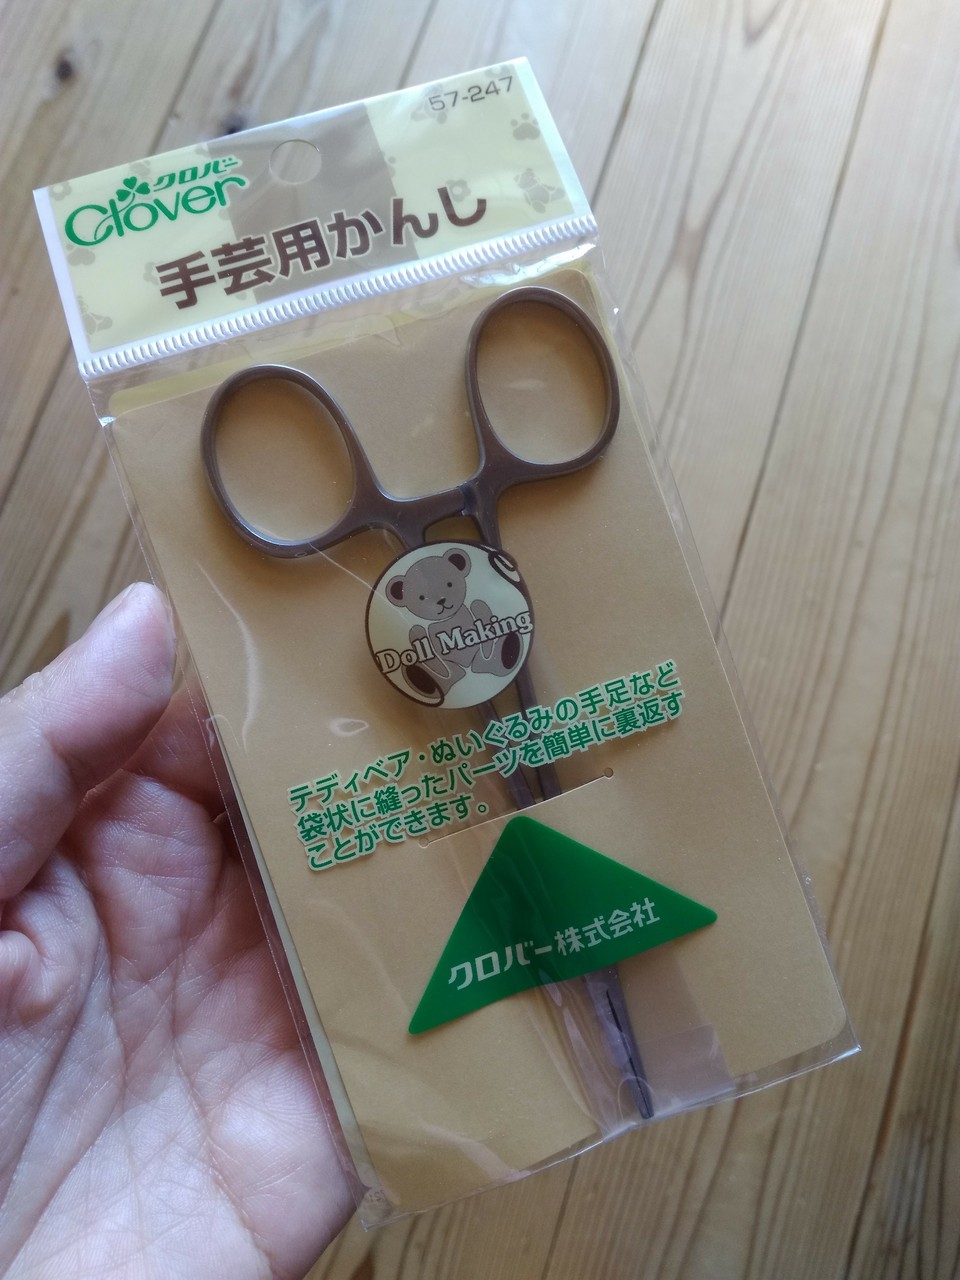 57-247
クロバー
Clover
手芸用かんし
Doll Making
テディベア・ぬいぐるみの手足など
袋状に縫ったパーツを簡単に裏返す
ことができます。
クロバー株式会社